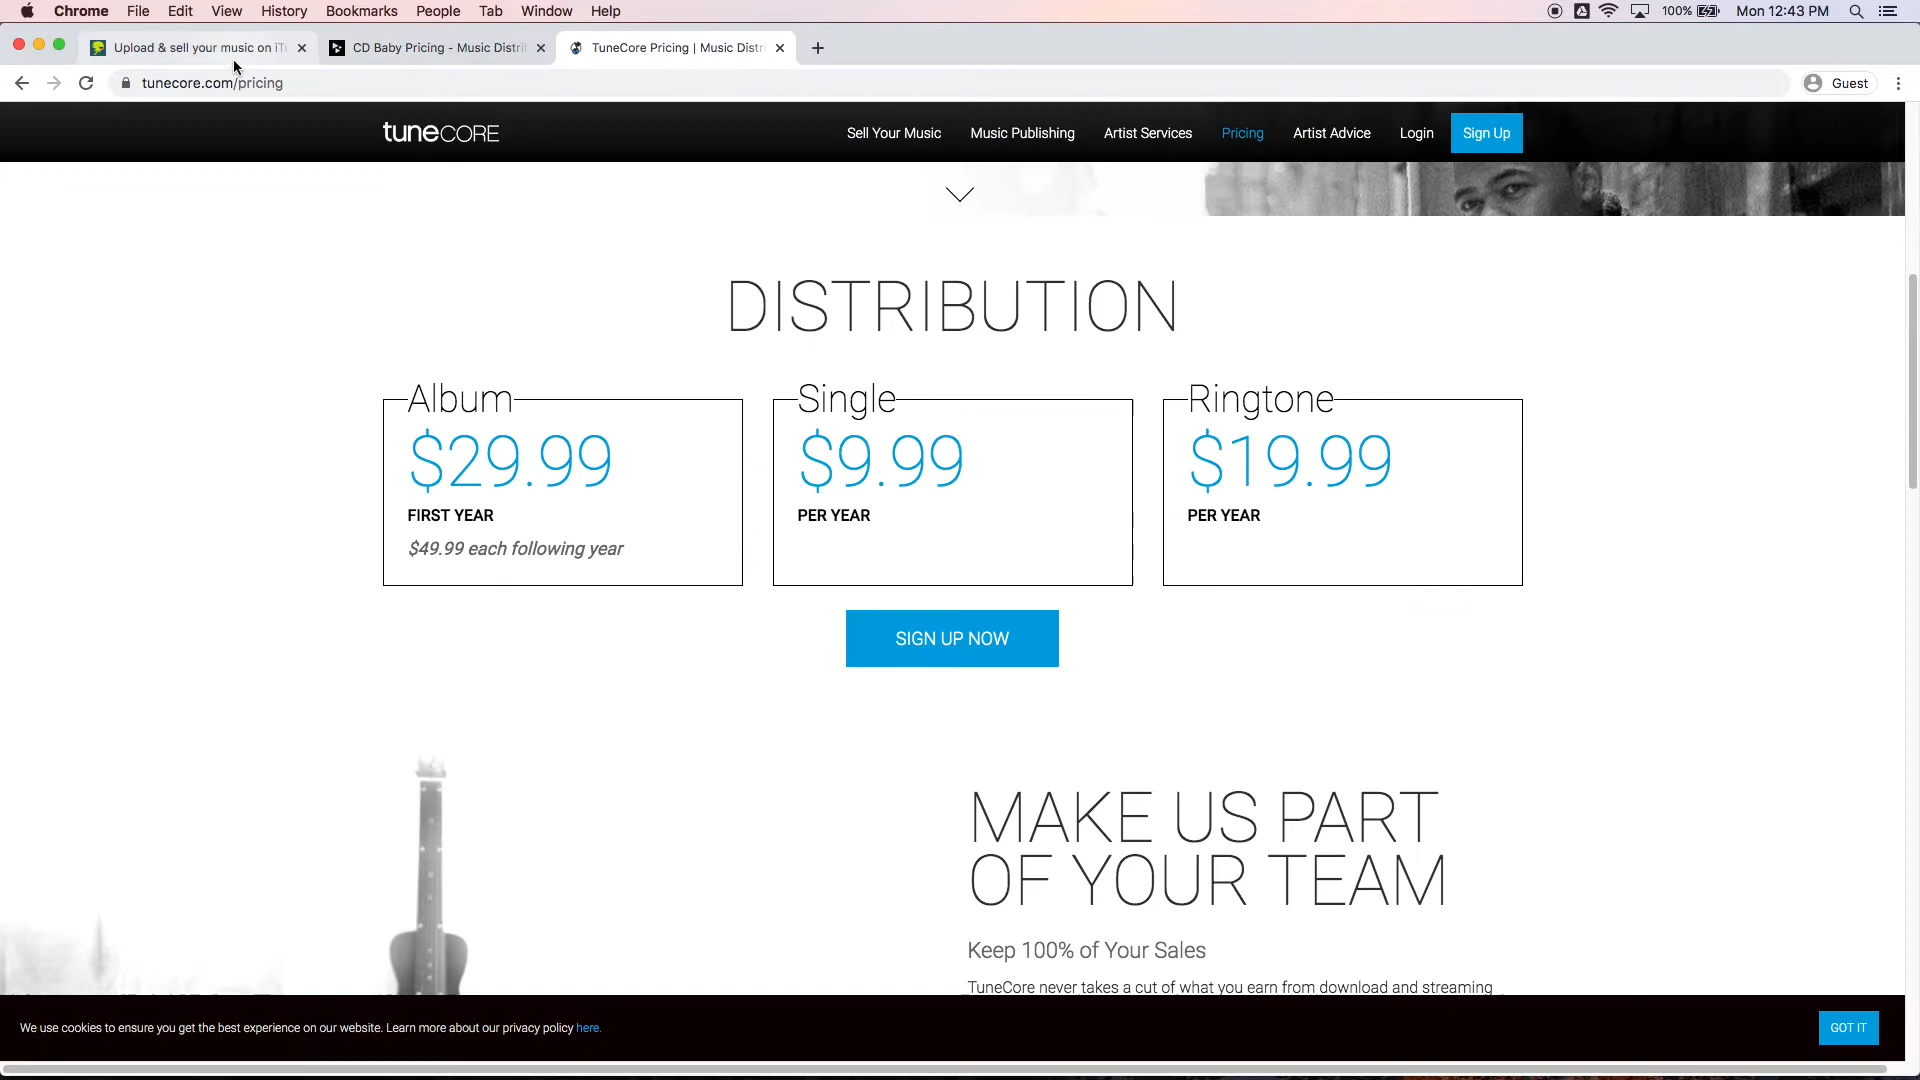 Chrome File Edit View History Bookmarks People Tab Window Help 100% Mon 12:43 PM
Upload & sell your music on iTu CD Baby Pricing - Music Distri TuneCore Pricing | Music Distr
tunecore.com/pricing Guest
tuneCORE Sell Your Music Music Publishing Artist Services Pricing Artist Advice Login Sign Up
DISTRIBUTION
Album Single Ringtone
$29.99 $9.99 $19.99
FIRST YEAR PER YEAR PER YEAR
$49.99 each following year
SIGN UP NOW
MAKE US PART
OF YOUR TEAM
Keep 100% of Your Sales
TuneCore never takes a cut of what you earn from download and streaming
We use cookies to ensure you get the best experience on our website. Learn more about our privacy policy here. GOT IT